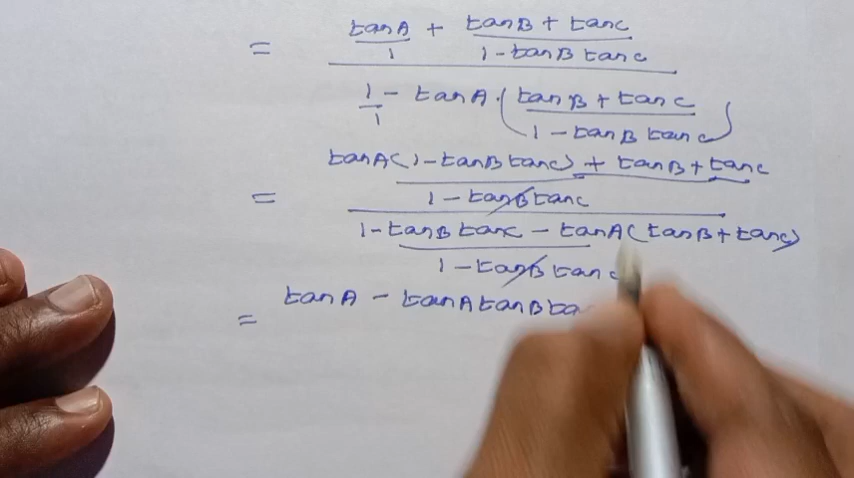 tanA + tanB + tanC
= 1 1 - tanB tanC
1 - tanA . ( tanB + tanC )
1 1 - tanB tanC
tanA(1 - tanB tanC) + tanB + tanC
= 1 - tanB tanC
1 - tanB tanC - tanA(tanB + tanC)
1 - tanB tanC
= tanA - tanA tanB